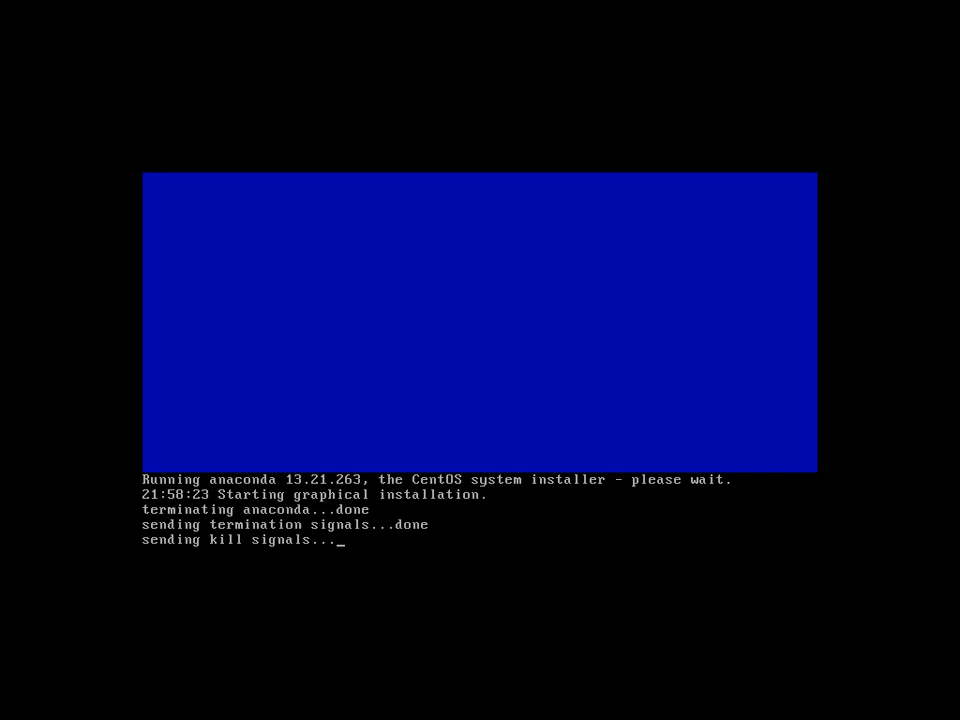 Running anaconda 13.21.263, the CentOS system installer - please wait.
21:58:23 Starting graphical installation.
terminating anaconda...done
sending termination signals...done
sending kill signals..._